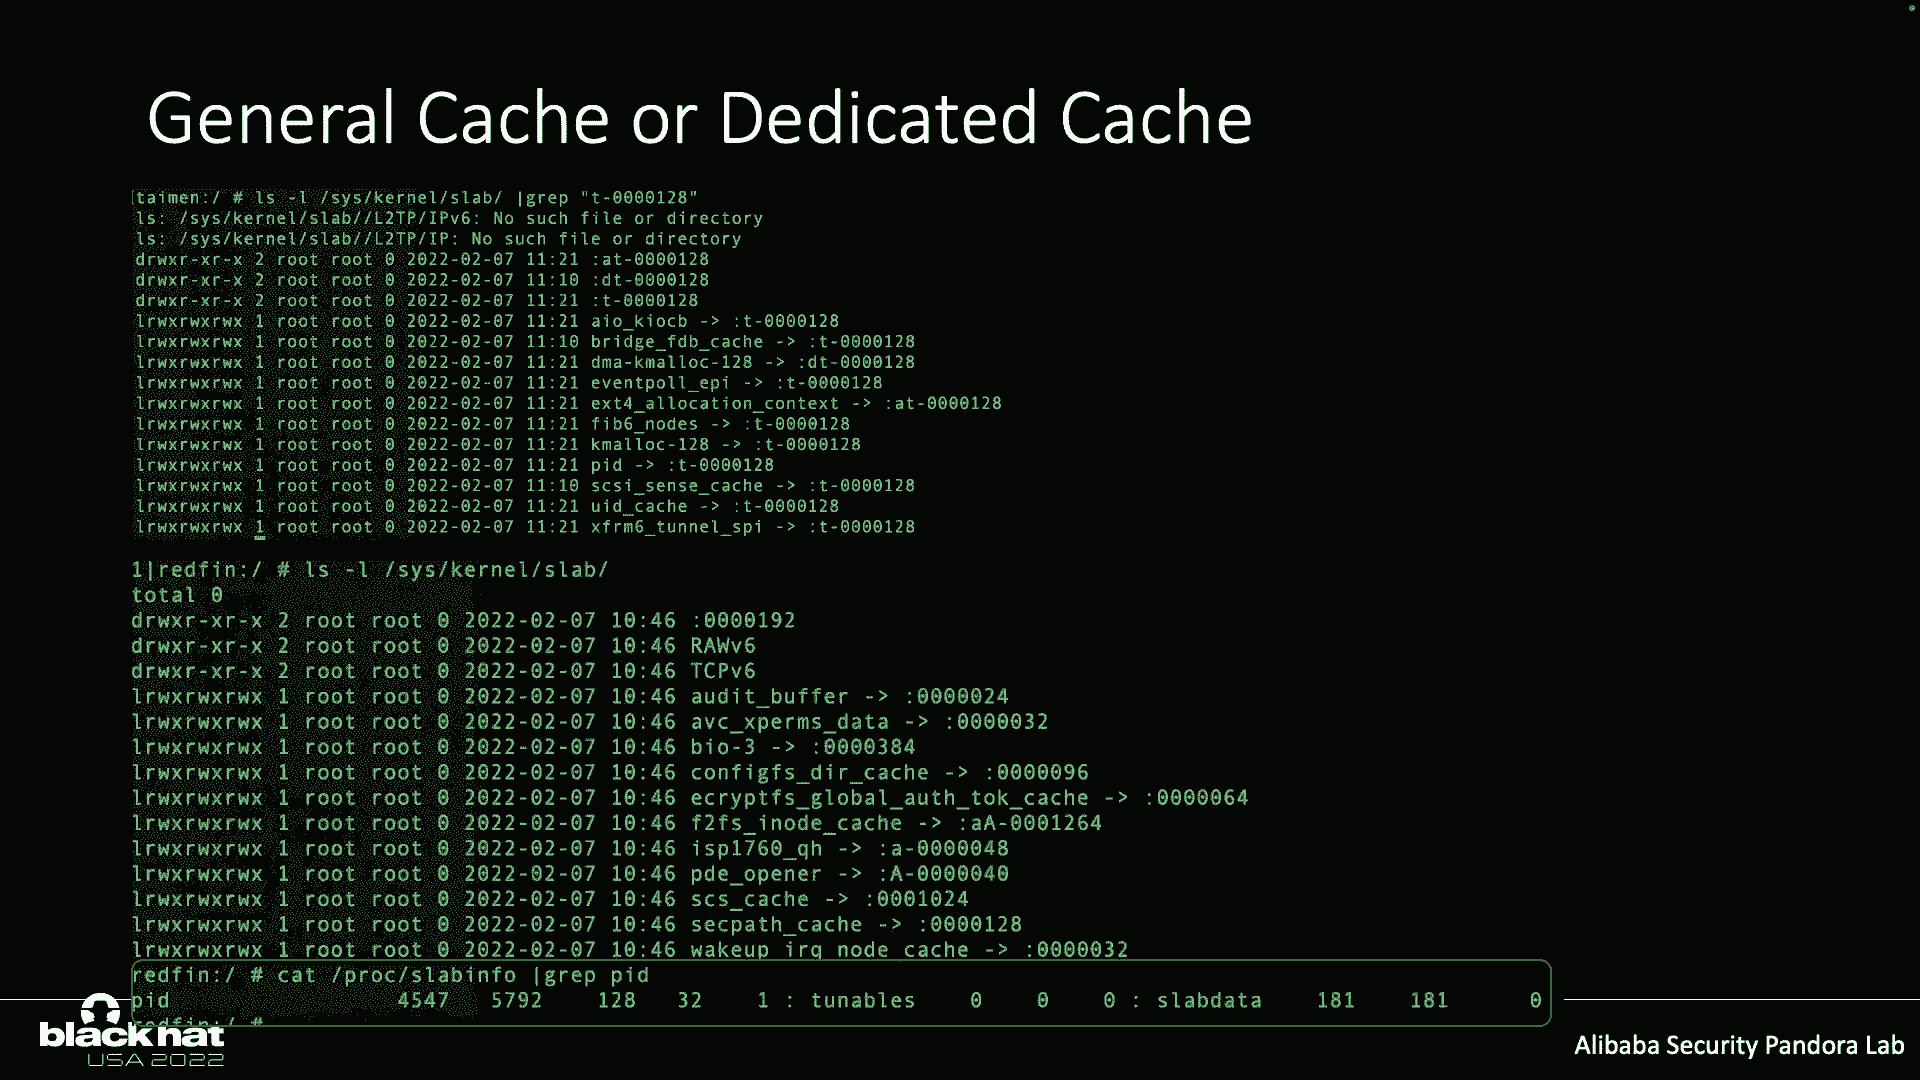 General Cache or Dedicated Cache
taimen:/ # ls -l /sys/kernel/slab/ |grep "t-0000128"
ls: /sys/kernel/slab//L2TP/IPv6: No such file or directory
ls: /sys/kernel/slab//L2TP/IP: No such file or directory
drwxr-xr-x 2 root root 0 2022-02-07 11:21 :at-0000128
drwxr-xr-x 2 root root 0 2022-02-07 11:10 :dt-0000128
drwxr-xr-x 2 root root 0 2022-02-07 11:21 :t-0000128
lrwxrwxrwx 1 root root 0 2022-02-07 11:21 aio_kiocb -> :t-0000128
lrwxrwxrwx 1 root root 0 2022-02-07 11:10 bridge_fdb_cache -> :t-0000128
lrwxrwxrwx 1 root root 0 2022-02-07 11:21 dma-kmalloc-128 -> :dt-0000128
lrwxrwxrwx 1 root root 0 2022-02-07 11:21 eventpoll_epi -> :t-0000128
lrwxrwxrwx 1 root root 0 2022-02-07 11:21 ext4_allocation_context -> :at-0000128
lrwxrwxrwx 1 root root 0 2022-02-07 11:21 fib6_nodes -> :t-0000128
lrwxrwxrwx 1 root root 0 2022-02-07 11:21 kmalloc-128 -> :t-0000128
lrwxrwxrwx 1 root root 0 2022-02-07 11:21 pid -> :t-0000128
lrwxrwxrwx 1 root root 0 2022-02-07 11:10 scsi_sense_cache -> :t-0000128
lrwxrwxrwx 1 root root 0 2022-02-07 11:21 uid_cache -> :t-0000128
lrwxrwxrwx 1 root root 0 2022-02-07 11:21 xfrm6_tunnel_spi -> :t-0000128
1|redfin:/ # ls -l /sys/kernel/slab/
total 0
drwxr-xr-x 2 root root 0 2022-02-07 10:46 :0000192
drwxr-xr-x 2 root root 0 2022-02-07 10:46 RAWv6
drwxr-xr-x 2 root root 0 2022-02-07 10:46 TCPv6
lrwxrwxrwx 1 root root 0 2022-02-07 10:46 audit_buffer -> :0000024
lrwxrwxrwx 1 root root 0 2022-02-07 10:46 avc_xperms_data -> :0000032
lrwxrwxrwx 1 root root 0 2022-02-07 10:46 bio-3 -> :0000384
lrwxrwxrwx 1 root root 0 2022-02-07 10:46 configfs_dir_cache -> :0000096
lrwxrwxrwx 1 root root 0 2022-02-07 10:46 ecryptfs_global_auth_tok_cache -> :0000064
lrwxrwxrwx 1 root root 0 2022-02-07 10:46 f2fs_inode_cache -> :aA-0001264
lrwxrwxrwx 1 root root 0 2022-02-07 10:46 isp1760_qh -> :a-0000048
lrwxrwxrwx 1 root root 0 2022-02-07 10:46 pde_opener -> :A-0000040
lrwxrwxrwx 1 root root 0 2022-02-07 10:46 scs_cache -> :0001024
lrwxrwxrwx 1 root root 0 2022-02-07 10:46 secpath_cache -> :0000128
lrwxrwxrwx 1 root root 0 2022-02-07 10:46 wakeup_irq_node_cache -> :0000032
redfin:/ # cat /proc/slabinfo |grep pid
pid 4547 5792 128 32 1 : tunables 0 0 0 : slabdata 181 181 0
redfin:/ #
black hat
USA 2022
Alibaba Security Pandora Lab